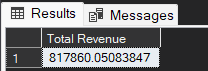 Results Messages
Total Revenue
1 817860.05083847